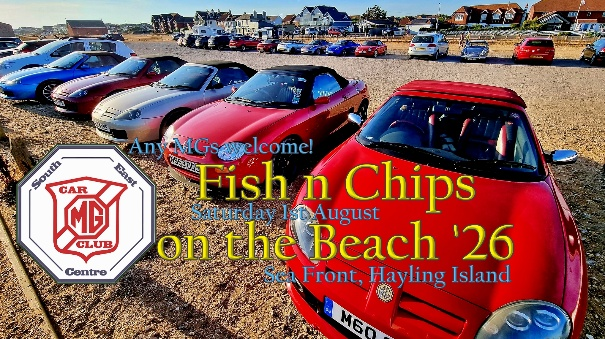 Any MGs welcome!
Fish n Chips
Saturday 1st August
on the Beach '26
Sea Front, Hayling Island
South East
CAR
MG
CLUB
Centre
M60